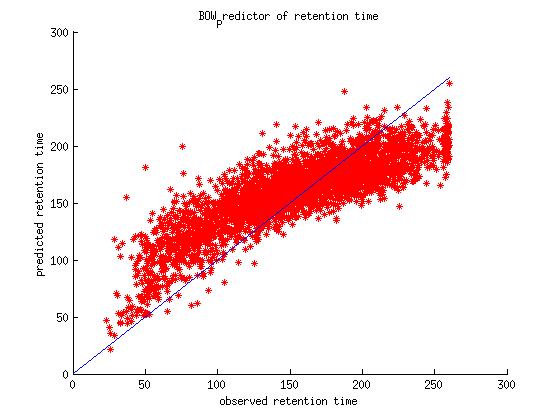 BOW_predictor of retention time
300
250
200
150
100
50
0
predicted retention time
0 50 100 150 200 250 300
observed retention time